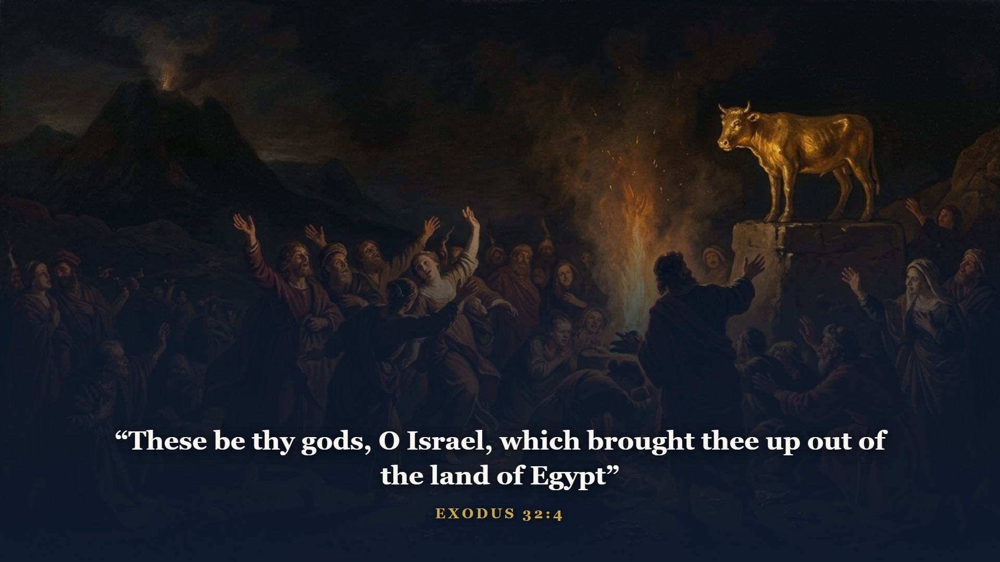 “These be thy gods, O Israel, which brought thee up out of
the land of Egypt”
EXODUS 32:4